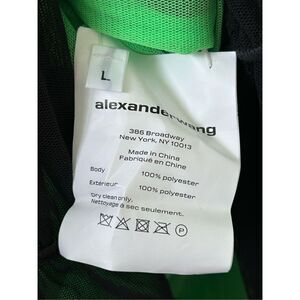 L
alexanderwang
386 Broadway
New York, NY 10013
Made in China
Fabriqué en Chine
Body 100% polyester
Extérieur 100% polyester
Dry clean only.
Nettoyage à sec seulement.
P